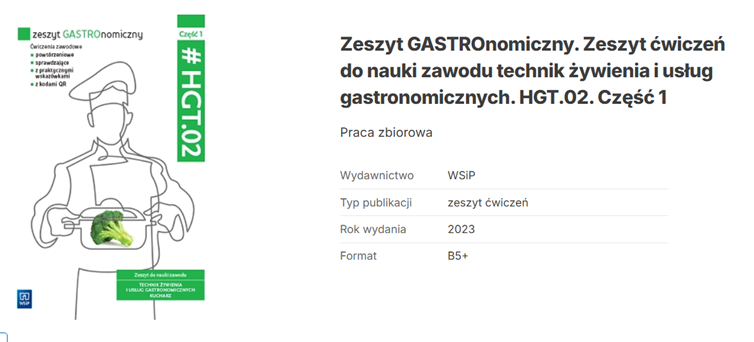 zeszyt GASTROnomiczny
Ćwiczenia zawodowe
powtórzeniowe
sprawdzające
z praktycznymi
wskazówkami
z kodami QR
Część 1
# HGT.02
Zeszyt do nauki zawodu
TECHNIK ŻYWIENIA
I USŁUG GASTRONOMICZNYCH
KUCHARZ
WSiP
Zeszyt GASTROnomiczny. Zeszyt ćwiczeń
do nauki zawodu technik żywienia i usług
gastronomicznych. HGT.02. Część 1
Praca zbiorowa
Wydawnictwo WSiP
Typ publikacji zeszyt ćwiczeń
Rok wydania 2023
Format B5+